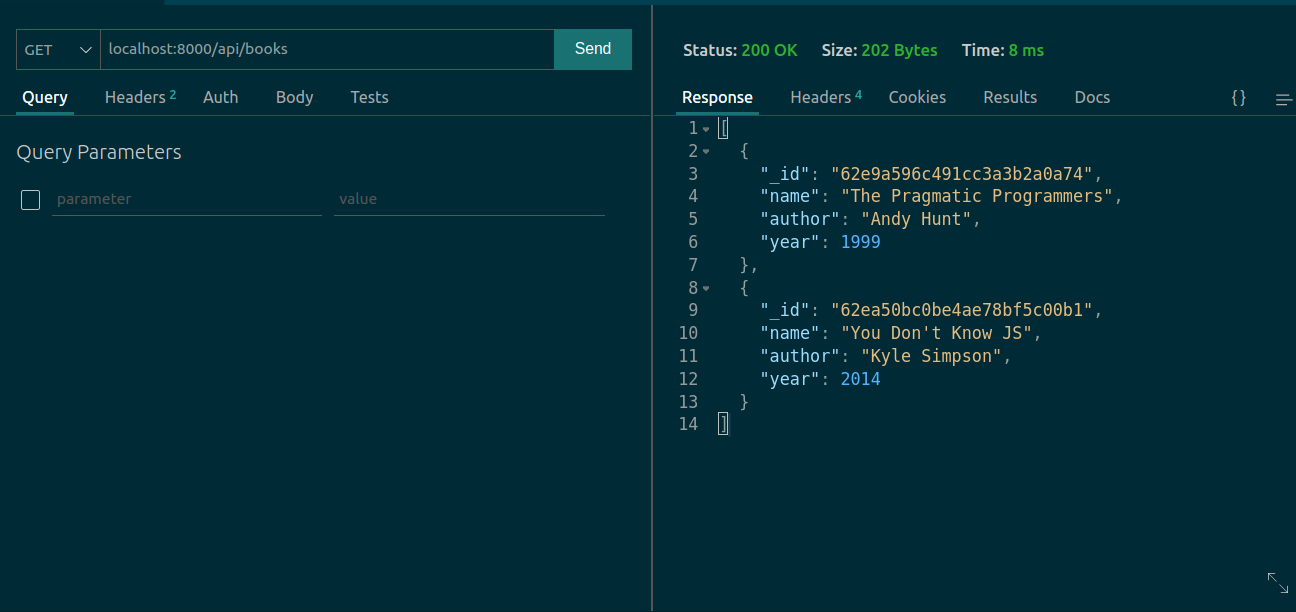 GET localhost:8000/api/books Send
Query Headers 2 Auth Body Tests
Query Parameters
parameter value
Status: 200 OK Size: 202 Bytes Time: 8 ms
Response Headers 4 Cookies Results Docs {}
1 [
2 {
3 "_id": "62e9a596c491cc3a3b2a0a74",
4 "name": "The Pragmatic Programmers",
5 "author": "Andy Hunt",
6 "year": 1999
7 },
8 {
9 "_id": "62ea50bc0be4ae78bf5c00b1",
10 "name": "You Don't Know JS",
11 "author": "Kyle Simpson",
12 "year": 2014
13 }
14 ]